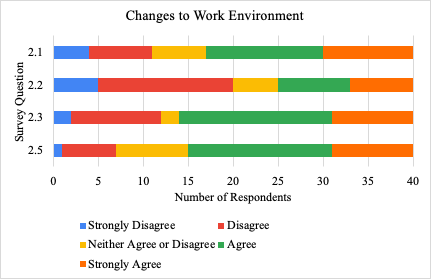 Changes to Work Environment
Survey Question
2.1
2.2
2.3
2.5
0 5 10 15 20 25 30 35 40
Number of Respondents
Strongly Disagree Disagree
Neither Agree or Disagree Agree
Strongly Agree